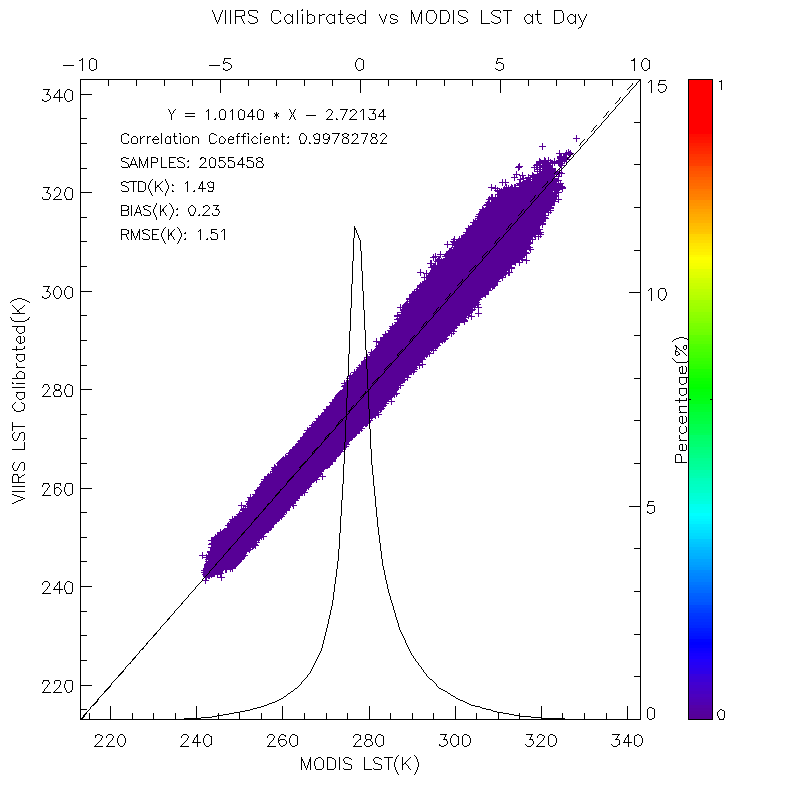 VIIRS Calibrated vs MODIS LST at Day
−10 −5 0 5 10
Y = 1.01040 * X − 2.72134
Correlation Coefficient: 0.99782782
SAMPLES: 2055458
STD(K): 1.49
BIAS(K): 0.23
RMSE(K): 1.51
340
320
300
280
260
240
220
VIIRS LST Calibrated(K)
15
10
5
0
Percentage(%)
1
0
220 240 260 280 300 320 340
MODIS LST(K)